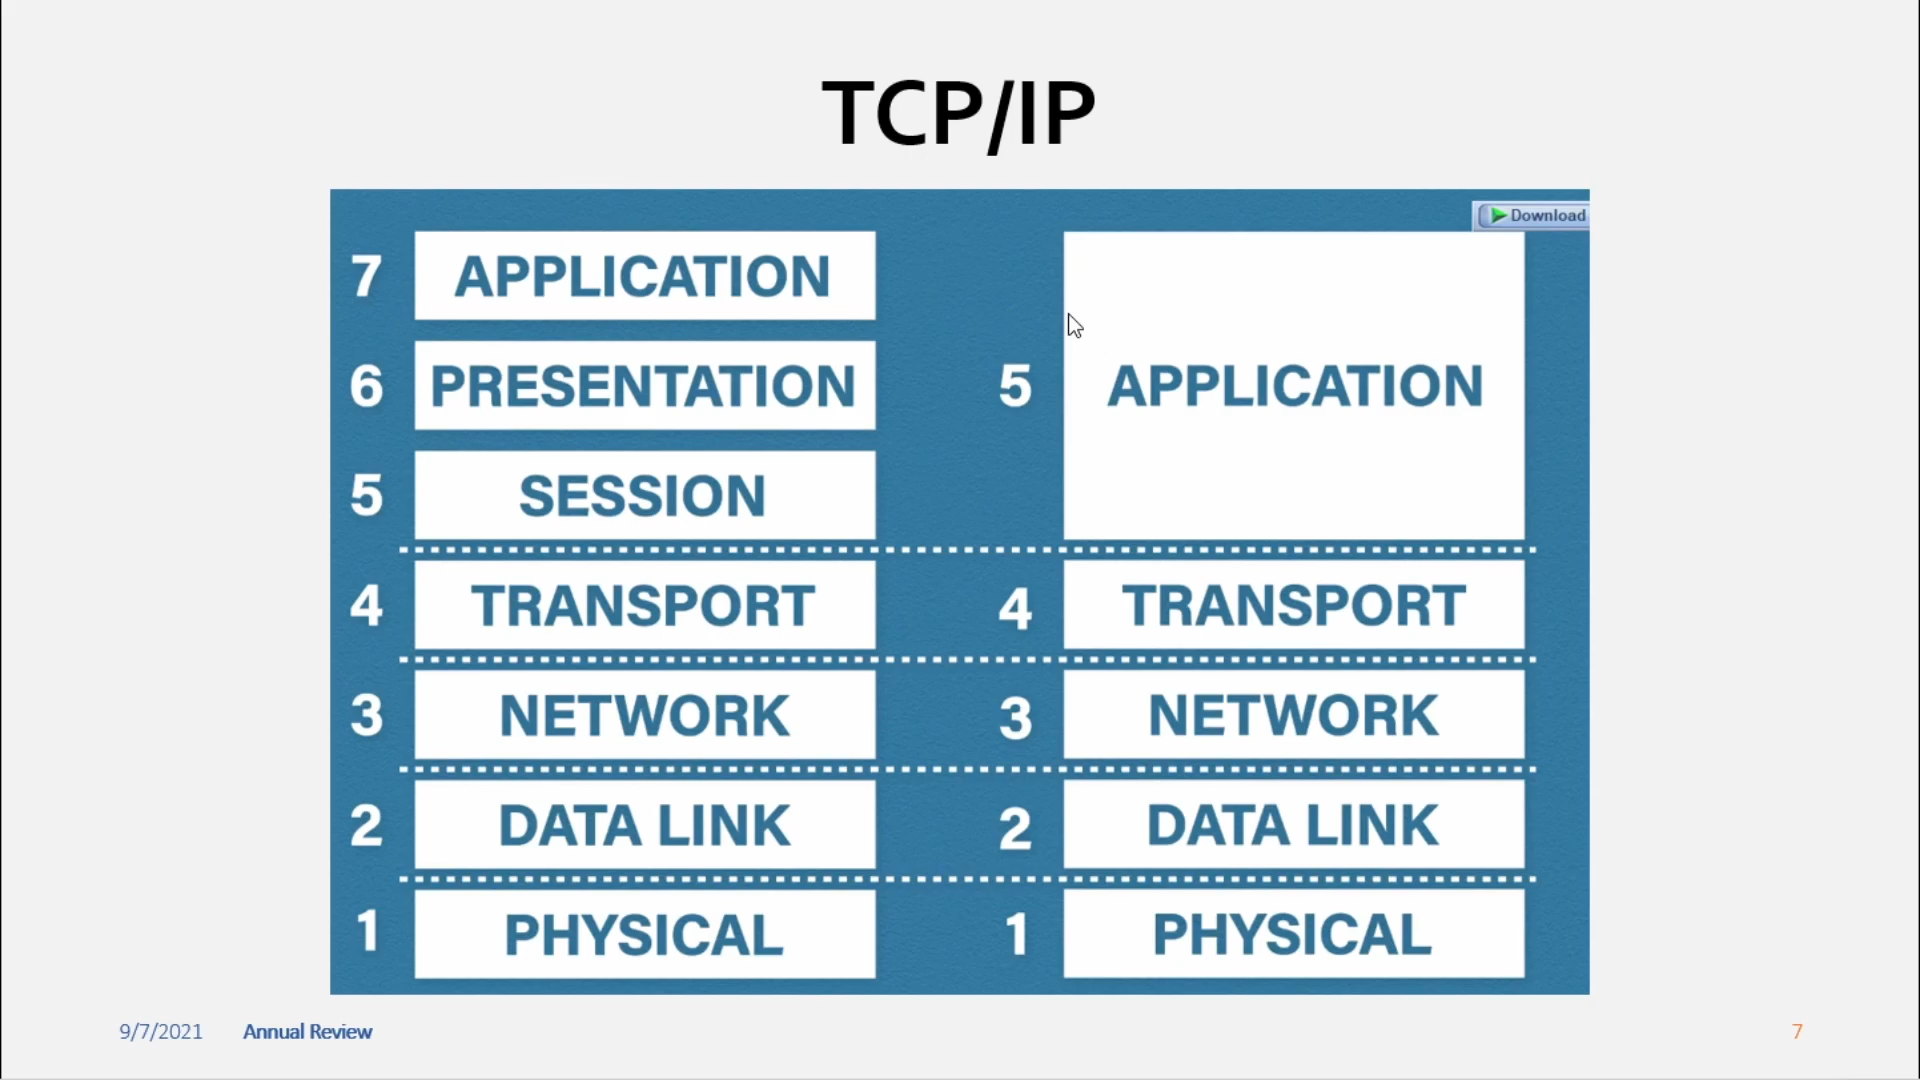 TCP/IP
Download
7 APPLICATION
6 PRESENTATION
5 SESSION
4 TRANSPORT
3 NETWORK
2 DATA LINK
1 PHYSICAL
5 APPLICATION
4 TRANSPORT
3 NETWORK
2 DATA LINK
1 PHYSICAL
9/7/2021 Annual Review 7